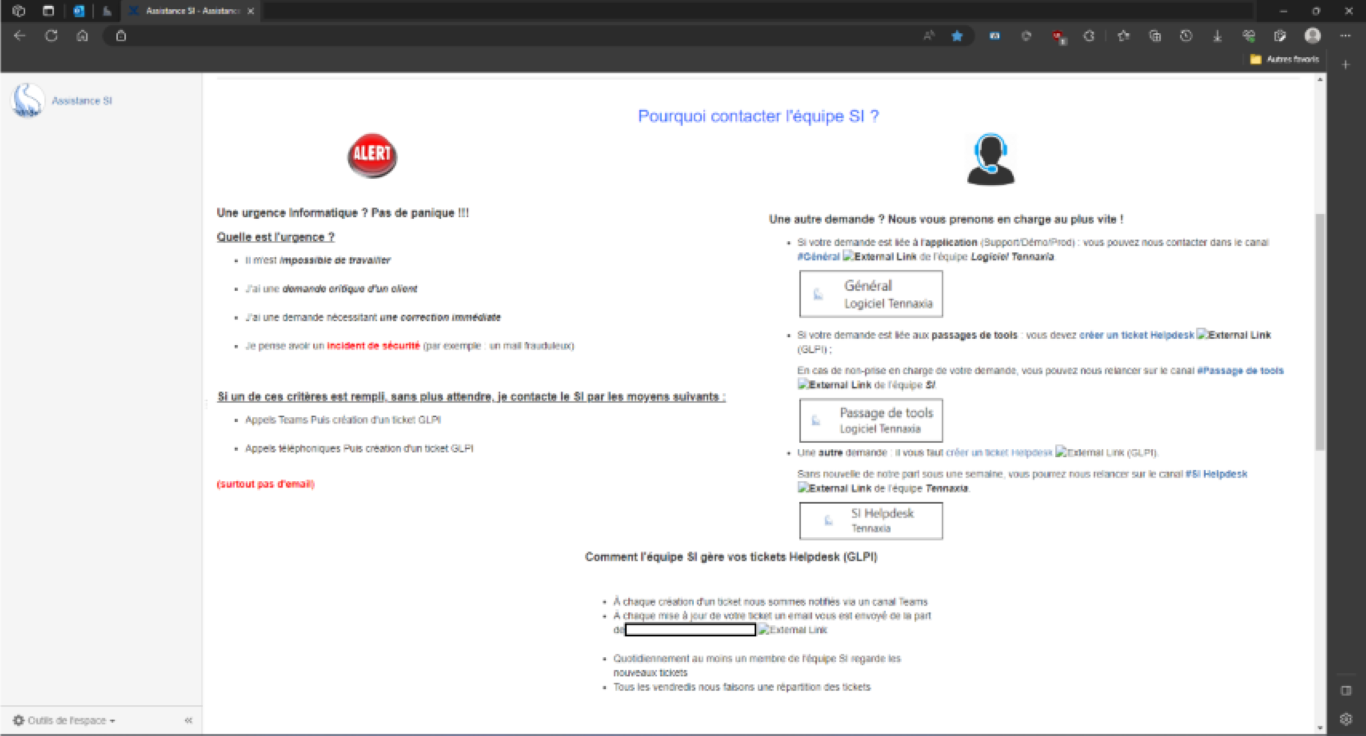 Assistance SI - Assistance
Autres favoris
Assistance SI
Pourquoi contacter l'équipe SI ?
ALERT
Une urgence Informatique ? Pas de panique !!!
Quelle est l'urgence ?
Il m'est impossible de travailler
J'ai une demande critique d'un client
J'ai une demande nécessitant une correction immédiate
Je pense avoir un incident de sécurité (par exemple : un mail frauduleux)
Si un de ces critères est rempli, sans plus attendre, je contacte le SI par les moyens suivants :
Appels Teams Puis création d'un ticket GLPI
Appels téléphoniques Puis création d'un ticket GLPI
(surtout pas d'email)
Une autre demande ? Nous vous prenons en charge au plus vite !
Si votre demande est liée à l'application (Support/Démo/Prod) : vous pouvez nous contacter dans le canal
#Général External Link de l'équipe Logiciel Tennaxia
Général
Logiciel Tennaxia
Si votre demande est liée aux passages de tools : vous devez créer un ticket Helpdesk External Link
(GLPI) ;
En cas de non-prise en charge de votre demande, vous pouvez nous relancer sur le canal #Passage de tools
External Link de l'équipe SI
Passage de tools
Logiciel Tennaxia
Une autre demande : il vous faut créer un ticket Helpdesk External Link (GLPI).
Sans nouvelle de notre part sous une semaine, vous pourrez nous relancer sur le canal #SI Helpdesk
External Link de l'équipe Tennaxia.
SI Helpdesk
Tennaxia
Comment l'équipe SI gère vos tickets Helpdesk (GLPI)
À chaque création d'un ticket nous sommes notifiés via un canal Teams
A chaque mise à jour de votre ticket un email vous est envoyé de la part
de External Link
Quotidiennement au moins un membre de l'équipe SI regarde les
nouveaux tickets
Tous les vendredis nous faisons une répartition des tickets
Outils de l'espace